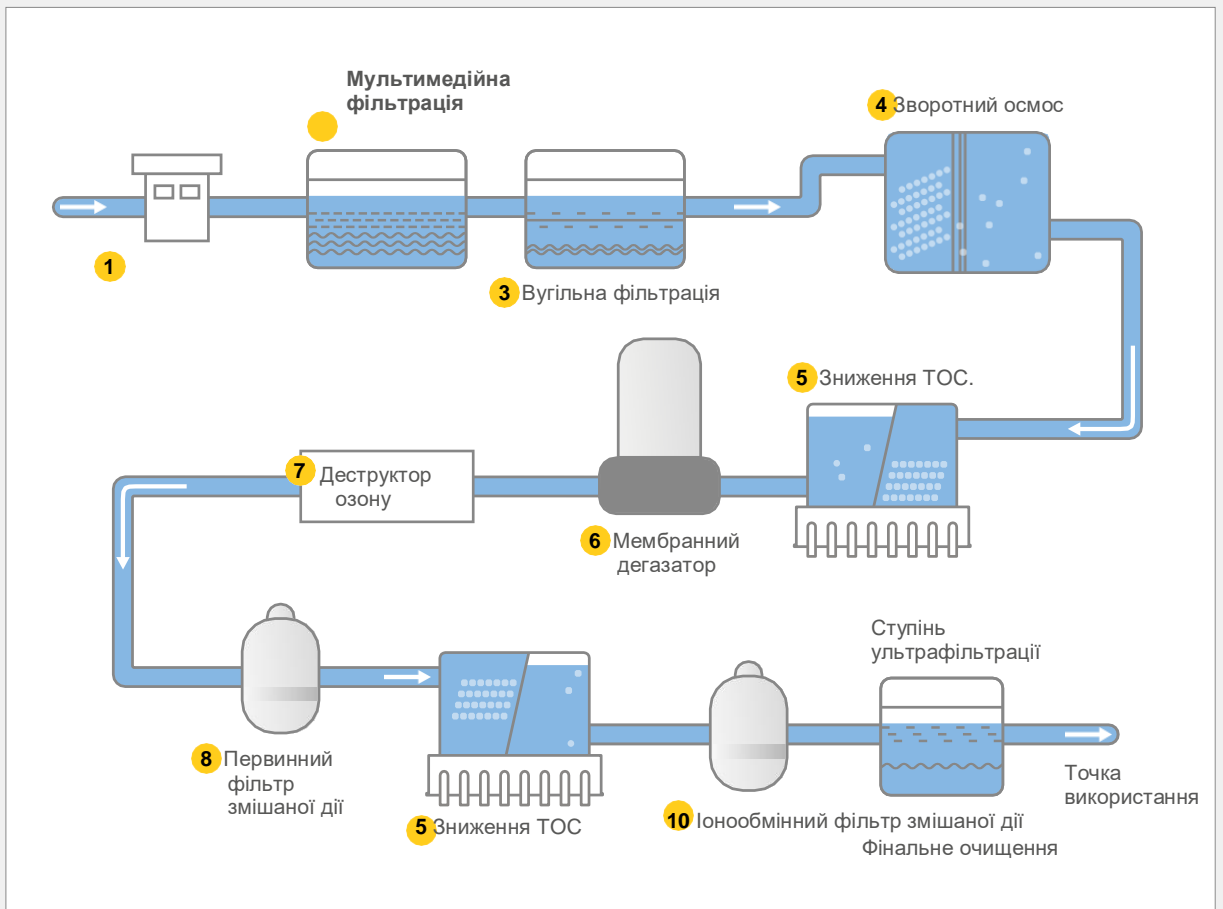 Мультимедійна
фільтрація
4 Зворотний осмос
1
3 Вугільна фільтрація
5 Зниження ТОС.
7 Деструктор
озону
6 Мембранний
дегазатор
Ступінь
ультрафільтрації
8 Первинний
фільтр
змішаної дії
5 Зниження ТОС
10 Іонообмінний фільтр змішаної дії
Фінальне очищення
Точка
використання